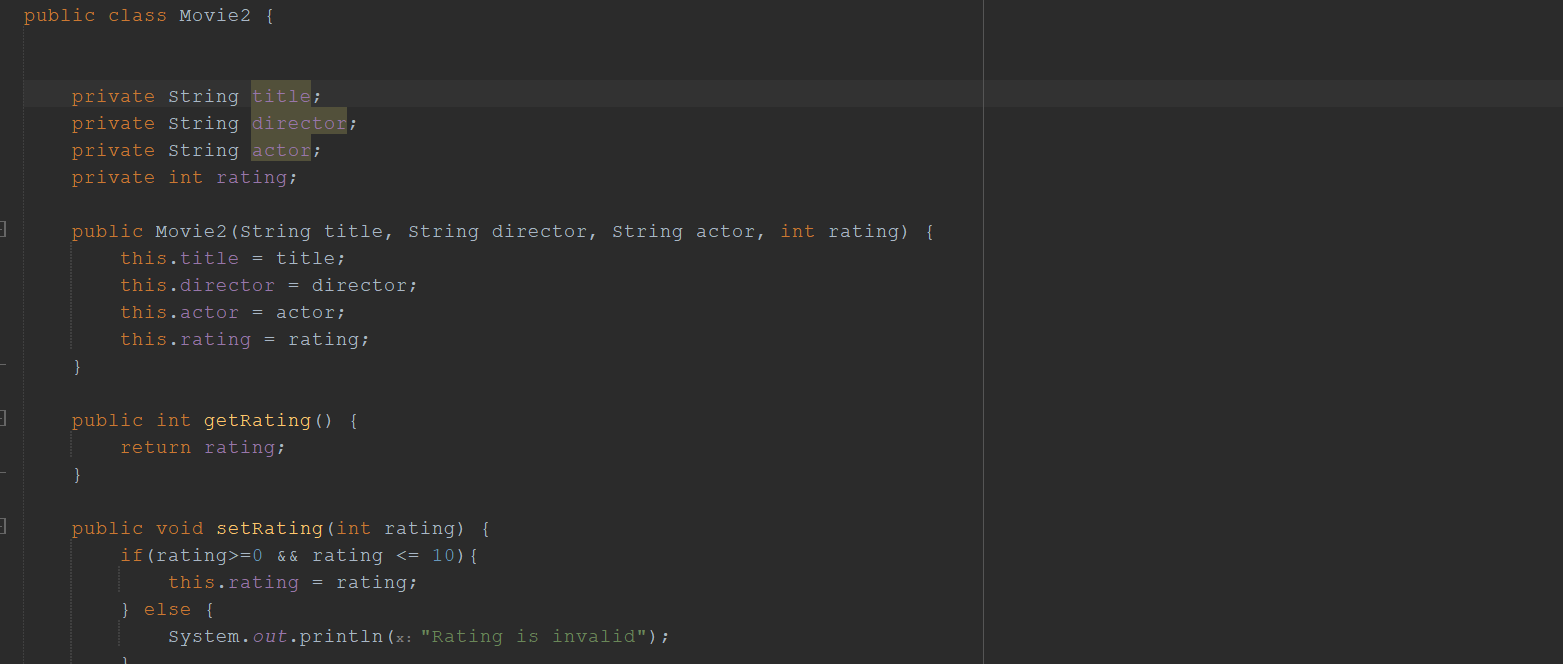 public class Movie2 {
private String title;
private String director;
private String actor;
private int rating;
public Movie2(String title, String director, String actor, int rating) {
this.title = title;
this.director = director;
this.actor = actor;
this.rating = rating;
}
public int getRating() {
return rating;
}
public void setRating(int rating) {
if(rating>=0 && rating <= 10){
this.rating = rating;
} else {
System.out.println(x: "Rating is invalid");
}